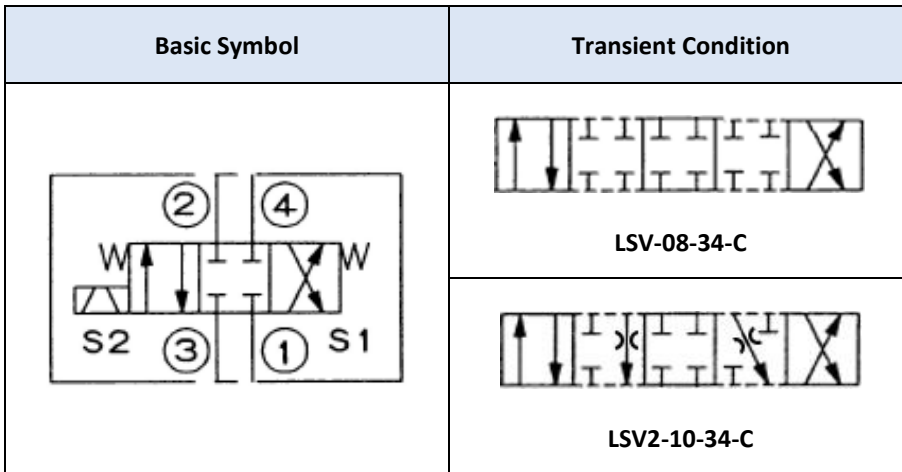 Basic Symbol
Transient Condition
2 4
S2 3 1 S1
LSV-08-34-C
LSV2-10-34-C